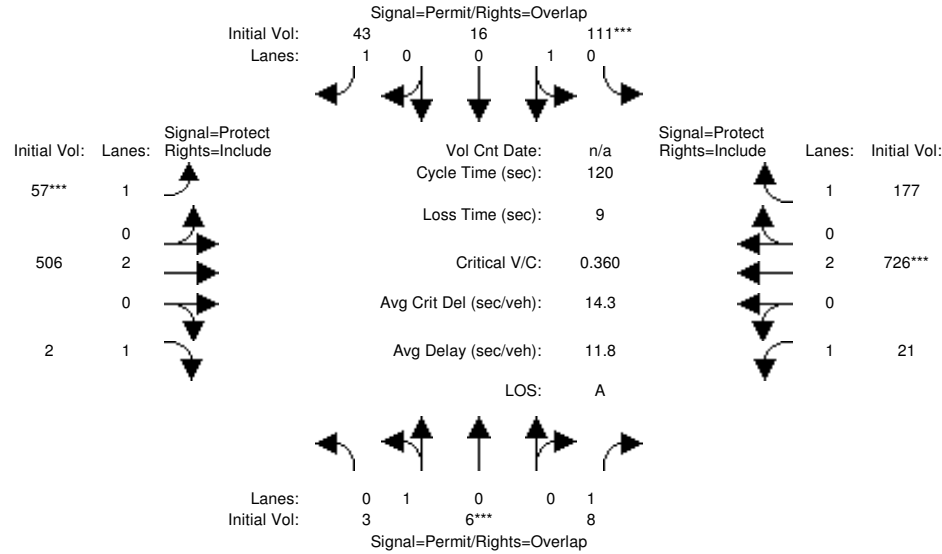 Signal=Permit/Rights=Overlap
Initial Vol: 43 16 111***
Lanes: 1 0 0 1 0
Signal=Protect Signal=Protect
Initial Vol: Lanes: Rights=Include Vol Cnt Date: n/a Rights=Include Lanes: Initial Vol:
Cycle Time (sec): 120
57*** 1 1 177
Loss Time (sec): 9
0 0
506 2 Critical V/C: 0.360 2 726***
0 Avg Crit Del (sec/veh): 14.3 0
2 1 Avg Delay (sec/veh): 11.8 1 21
LOS: A
Lanes: 0 1 0 0 1
Initial Vol: 3 6*** 8
Signal=Permit/Rights=Overlap